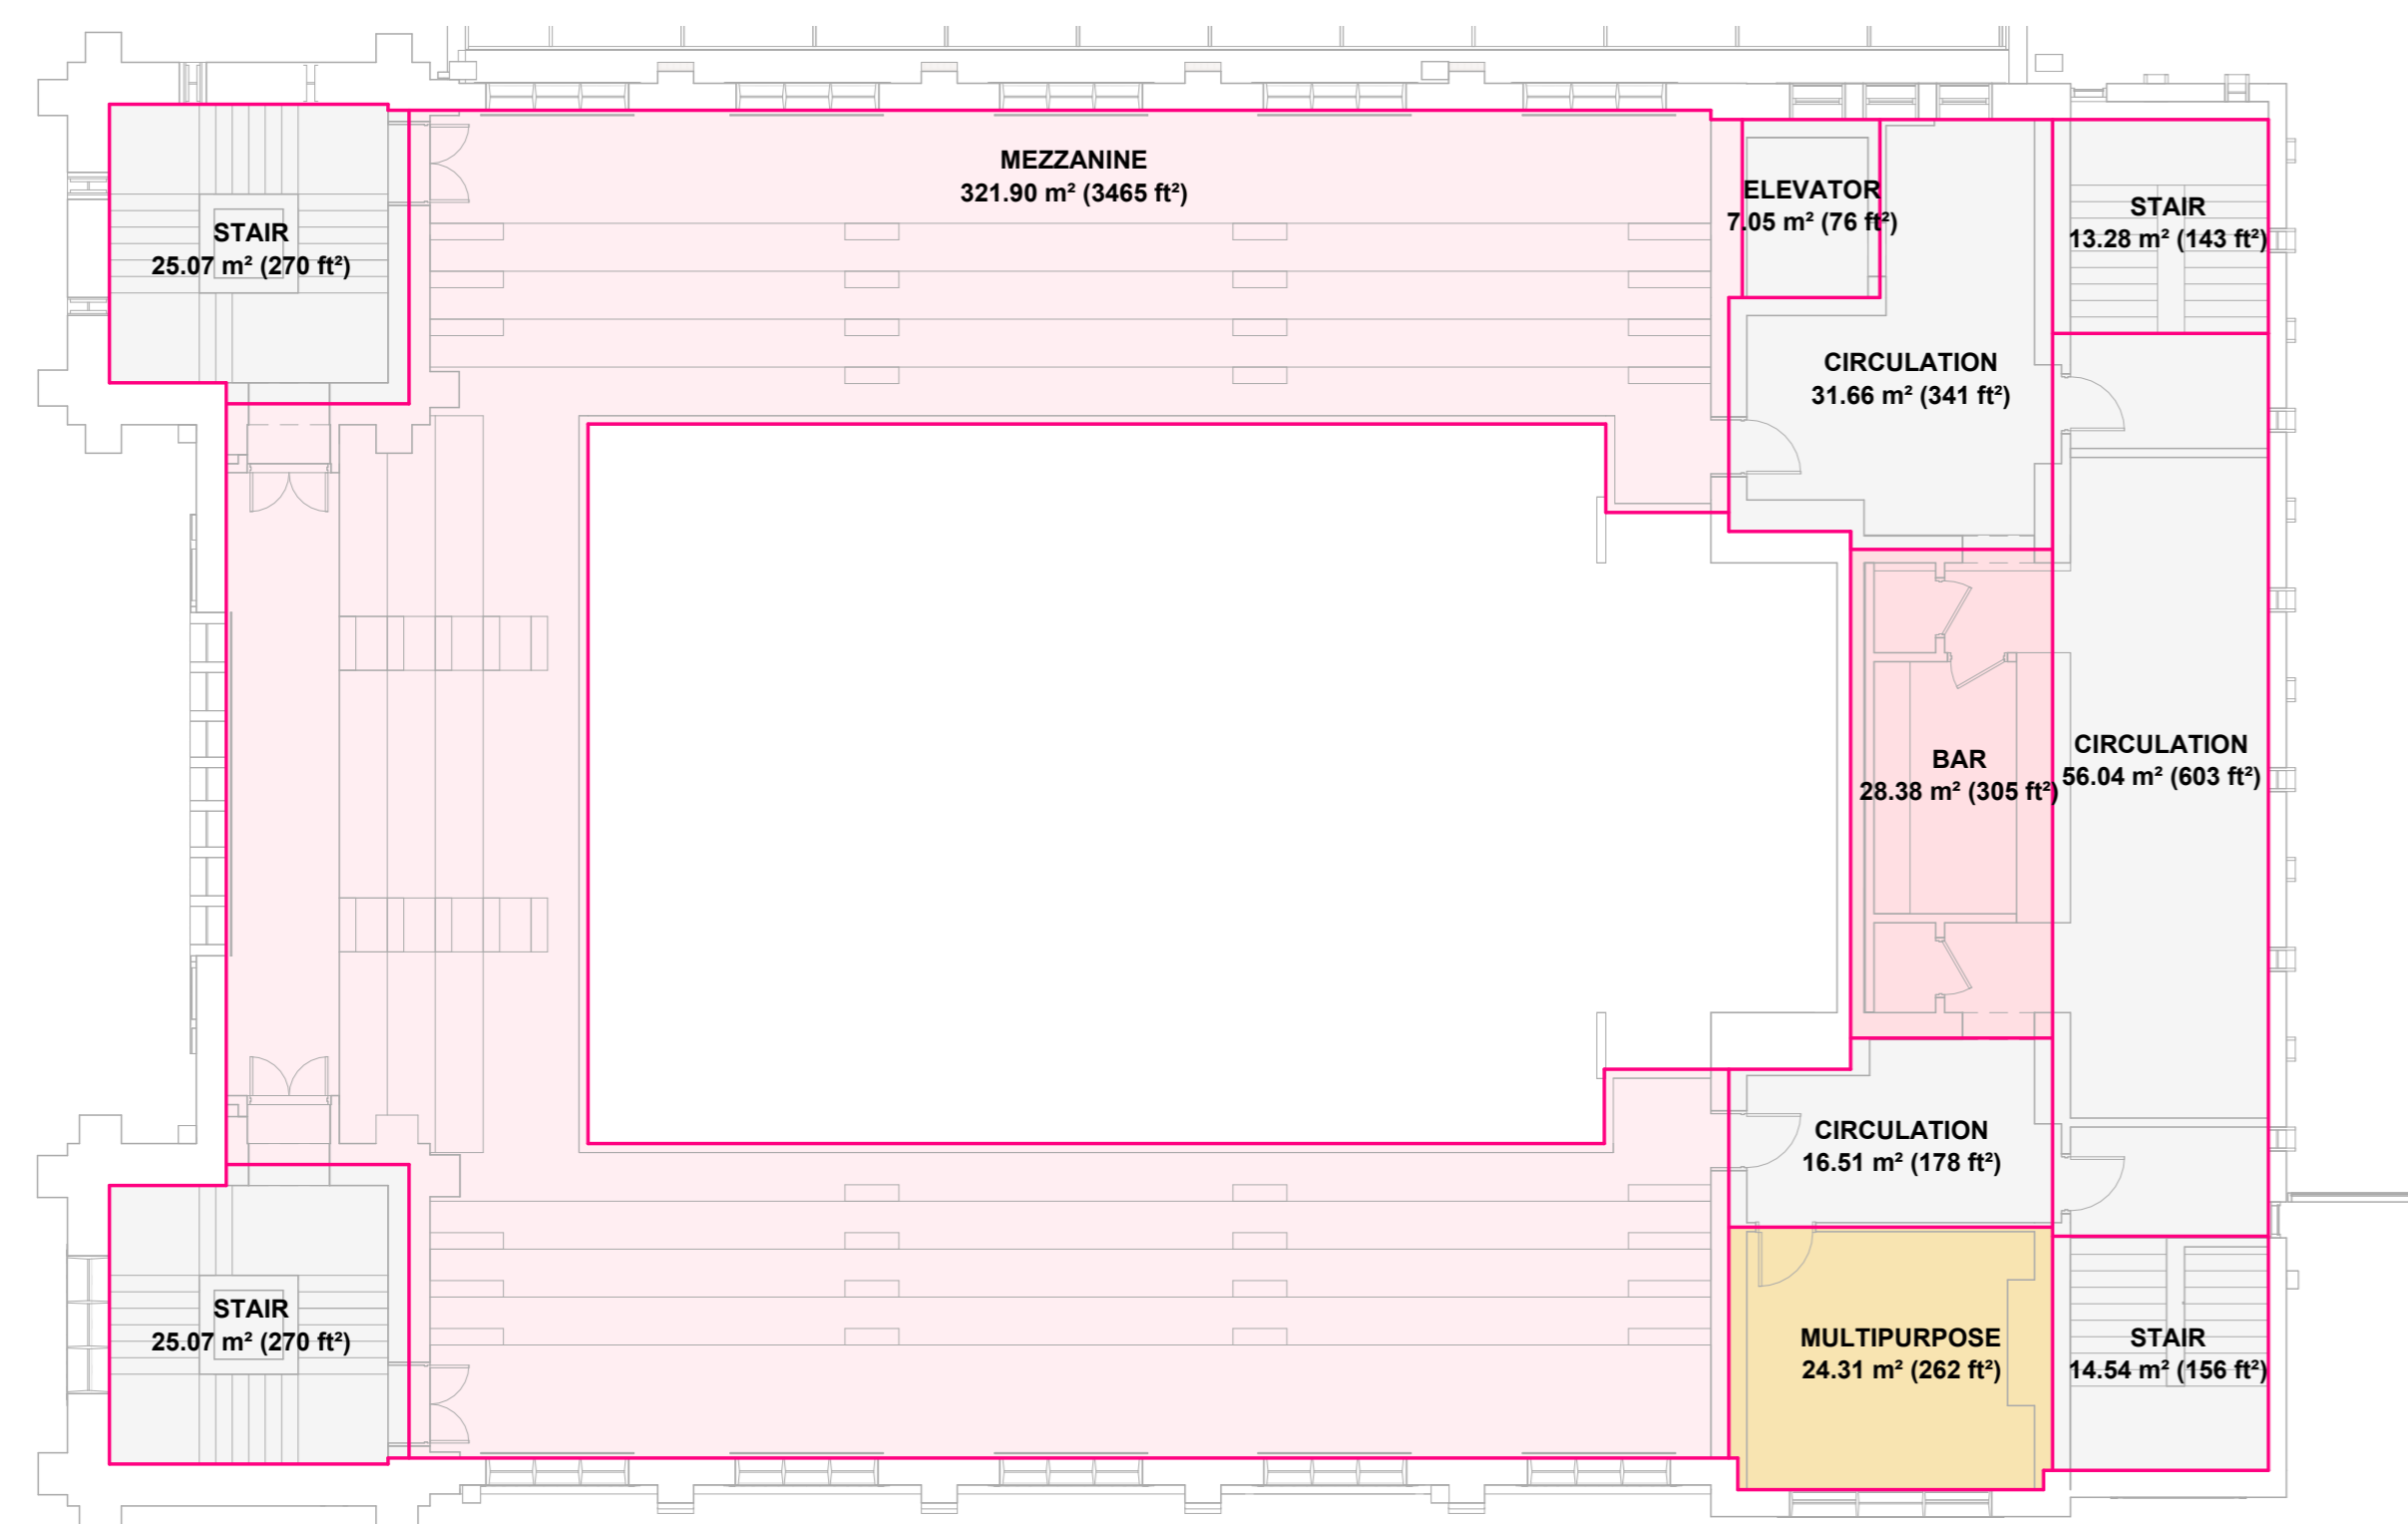 MEZZANINE
321.90 m² (3465 ft²)
ELEVATOR
7.05 m² (76 ft²)
STAIR
13.28 m² (143 ft²)
STAIR
25.07 m² (270 ft²)
CIRCULATION
31.66 m² (341 ft²)
BAR
28.38 m² (305 ft²)
CIRCULATION
56.04 m² (603 ft²)
CIRCULATION
16.51 m² (178 ft²)
STAIR
25.07 m² (270 ft²)
MULTIPURPOSE
24.31 m² (262 ft²)
STAIR
14.54 m² (156 ft²)